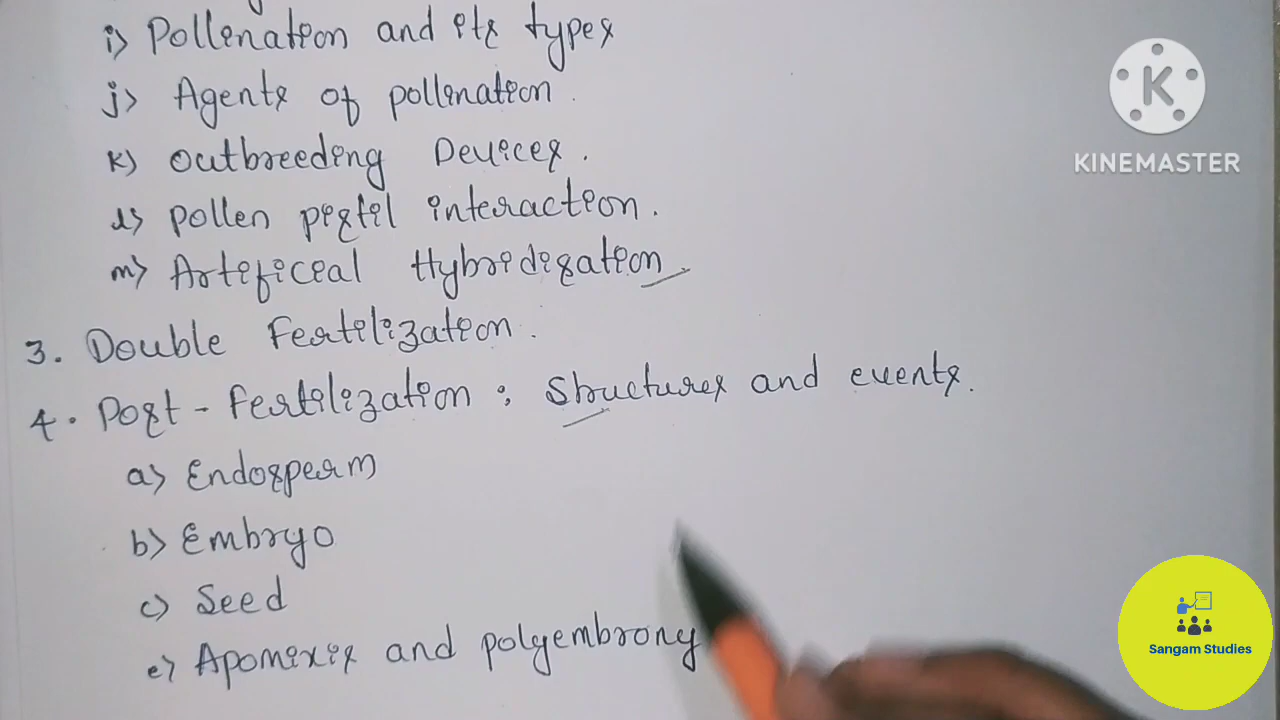 i) Pollination and its types
j) Agents of pollination.
K) Outbreeding Devices.
l) Pollen pistil interaction.
m) Artificial Hybridization
3. Double Fertilization.
4. Post - Fertilization : Structures and events.
a) Endosperm
b) Embryo
c) Seed
e) Apomixis and polyembrony
K
KINEMASTER
Sangam Studies